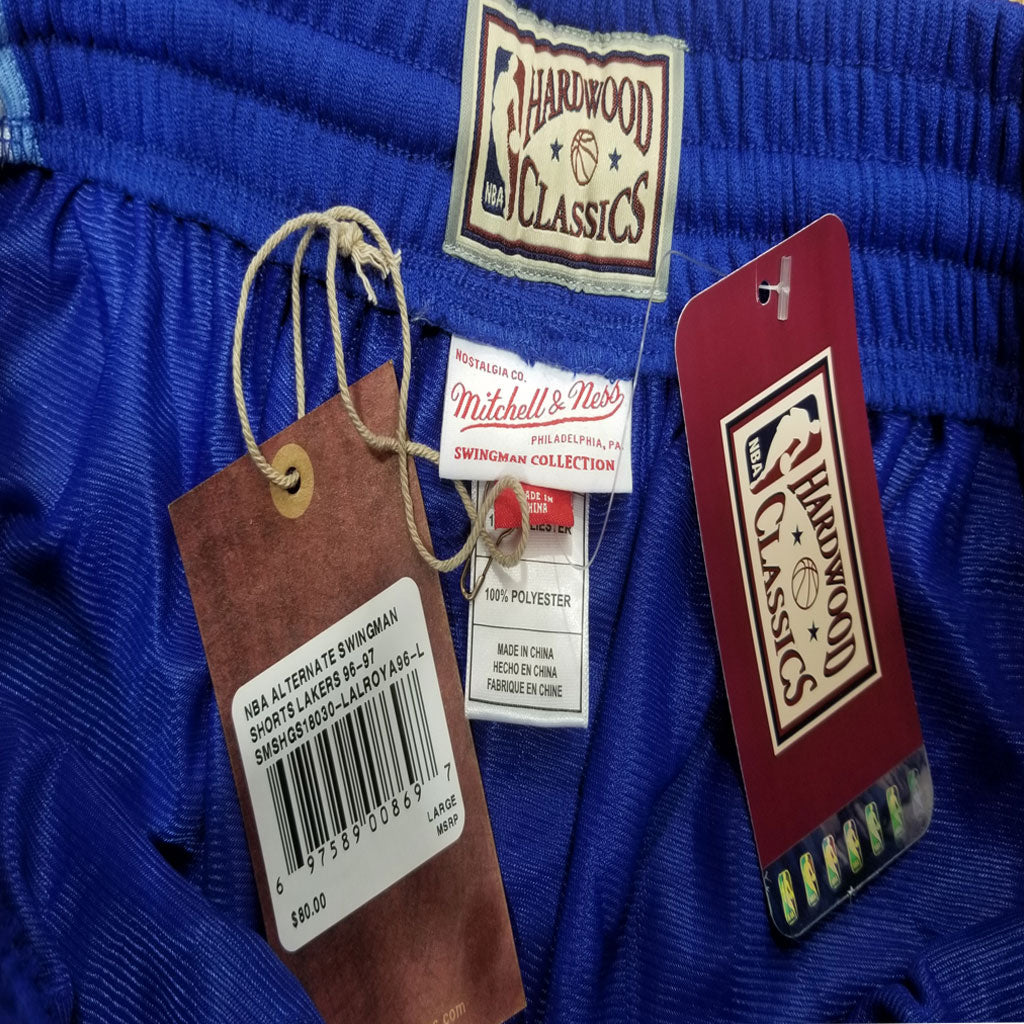 HARDWOOD
CLASSICS
NBA
NOSTALGIA CO.
Mitchell & Ness
PHILADELPHIA, PA.
SWINGMAN COLLECTION
MADE IN
CHINA
100% POLYESTER
MADE IN CHINA
HECHO EN CHINA
FABRIQUE EN CHINE
NBA ALTERNATE SWINGMAN
SHORTS LAKERS 96-97
SMSHGS18030-LALROYA96-L
6 97589 00869 7
LARGE
MSRP
$80.00
NBA
HARDWOOD
CLASSICS